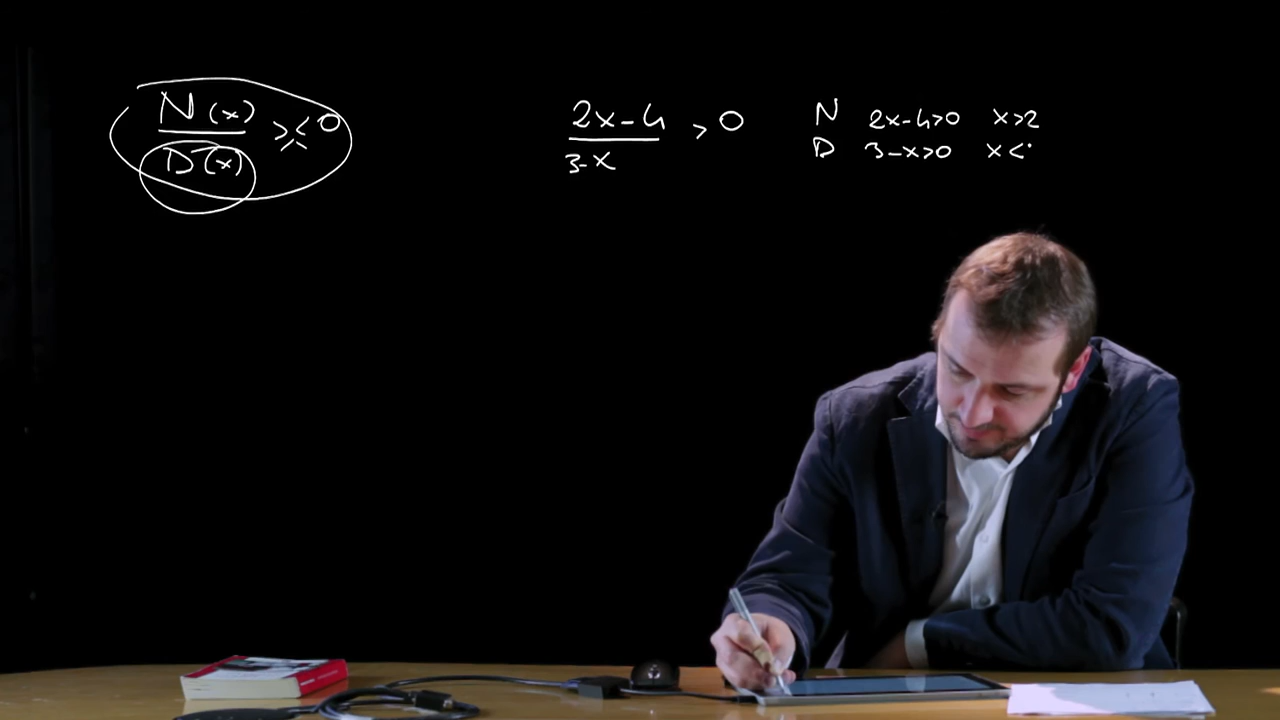 N(x)
D(x)
≥≤ 0
2x-4
3-x
> 0
N 2x-4>0 x>2
D 3-x>0 x<